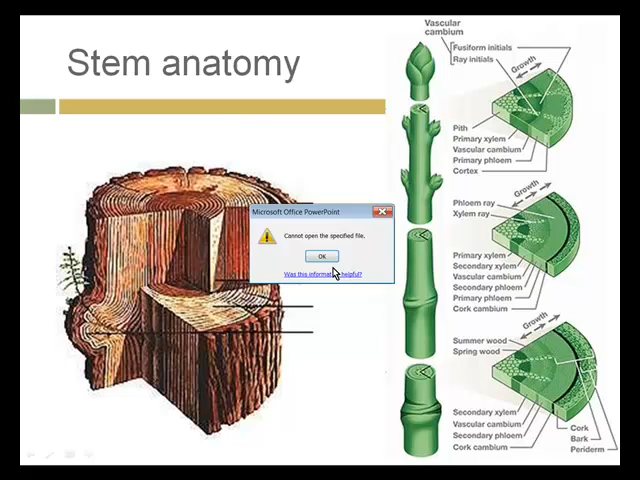 Stem anatomy
Vascular
cambium
Fusiform initials
Ray initials
Growth
Pith
Primary xylem
Vascular cambium
Primary phloem
Cortex
Microsoft Office PowerPoint
Cannot open the specified file.
OK
Was this information helpful?
Growth
Phloem ray
Xylem ray
Primary xylem
Secondary xylem
Vascular cambium
Secondary phloem
Primary phloem
Cork cambium
Growth
Summer wood
Spring wood
Secondary xylem
Vascular cambium
Secondary phloem
Cork cambium
Cork
Bark
Periderm